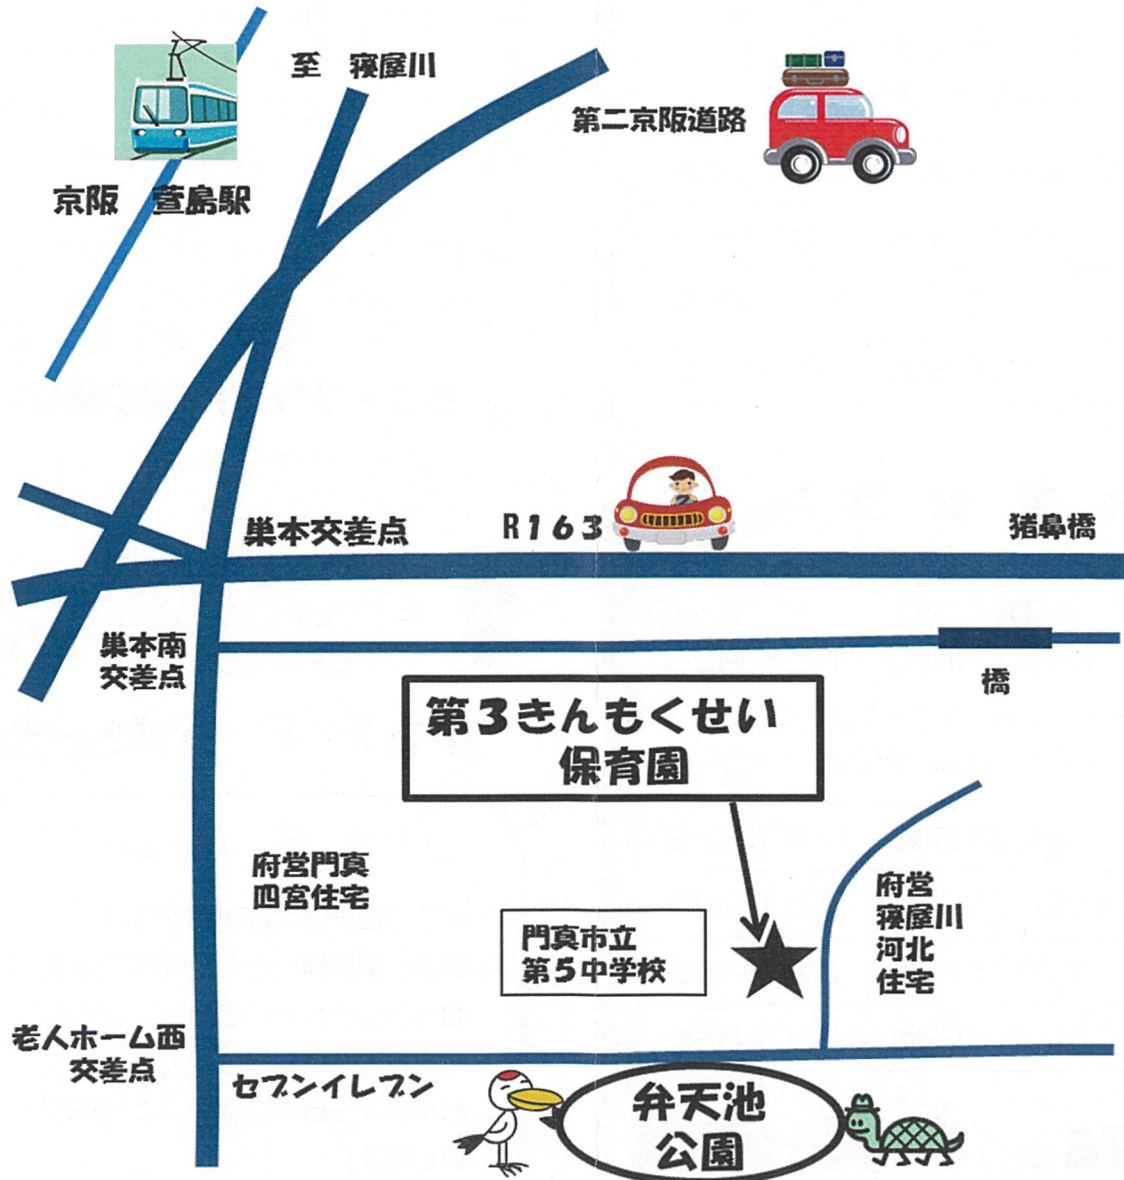 至 寝屋川
第二京阪道路
京阪 萱島駅
巣本交差点
R163
猪鼻橋
巣本南
交差点
橋
第3きんもくせい
保育園
府営門真
四宮住宅
門真市立
第5中学校
府営
寝屋川
河北
住宅
老人ホーム西
交差点
セブンイレブン
弁天池
公園